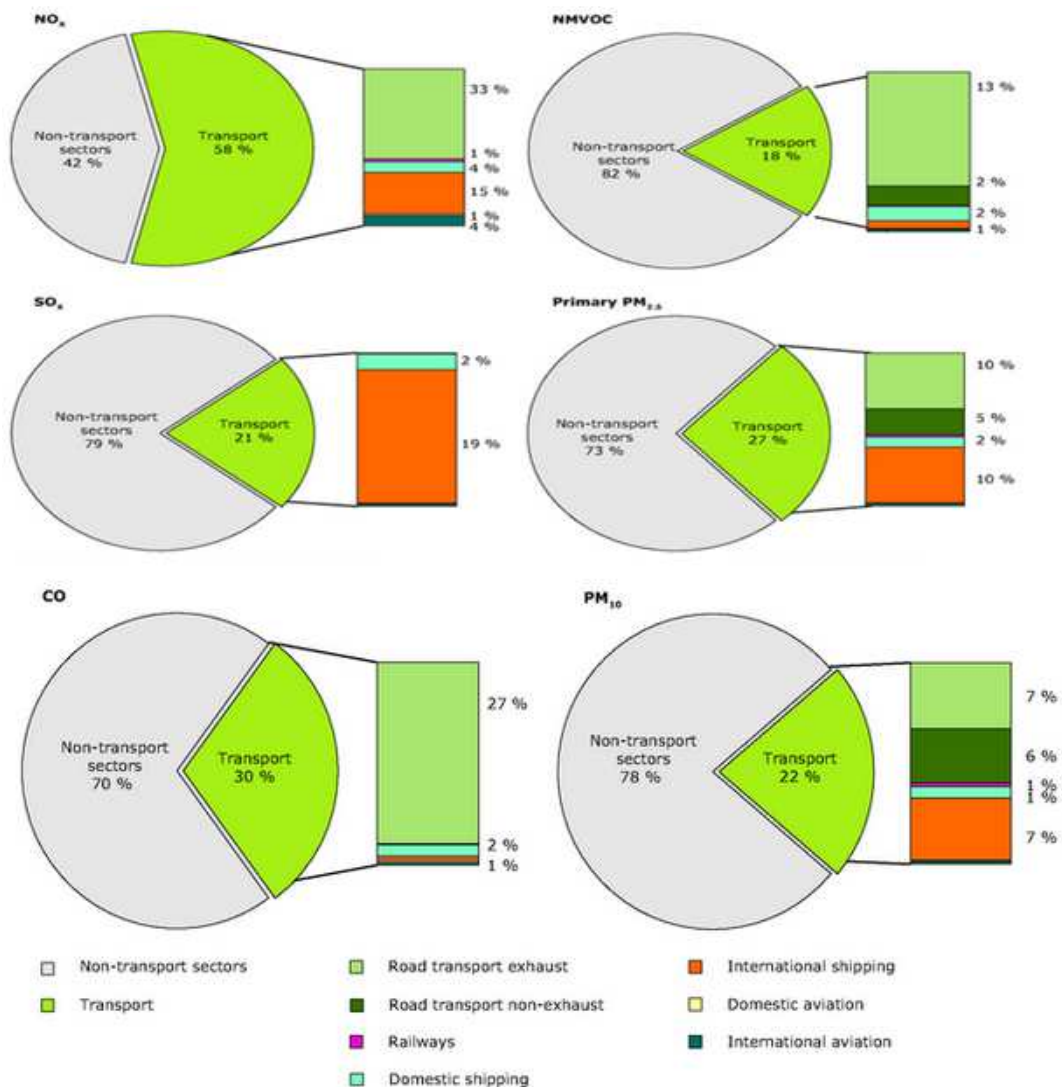 NOₓ
Non-transport
sectors
42 %
Transport
58 %
33 %
1 %
4 %
15 %
1 %
4 %
NMVOC
Non-transport
sectors
82 %
Transport
18 %
13 %
2 %
2 %
1 %
SOₓ
Non-transport
sectors
79 %
Transport
21 %
2 %
19 %
Primary PM₂.₅
Non-transport
sectors
73 %
Transport
27 %
10 %
5 %
2 %
10 %
CO
Non-transport
sectors
70 %
Transport
30 %
27 %
2 %
1 %
PM₁₀
Non-transport
sectors
78 %
Transport
22 %
7 %
6 %
1 %
1 %
7 %
Non-transport sectors
Transport
Road transport exhaust
Road transport non-exhaust
Railways
Domestic shipping
International shipping
Domestic aviation
International aviation